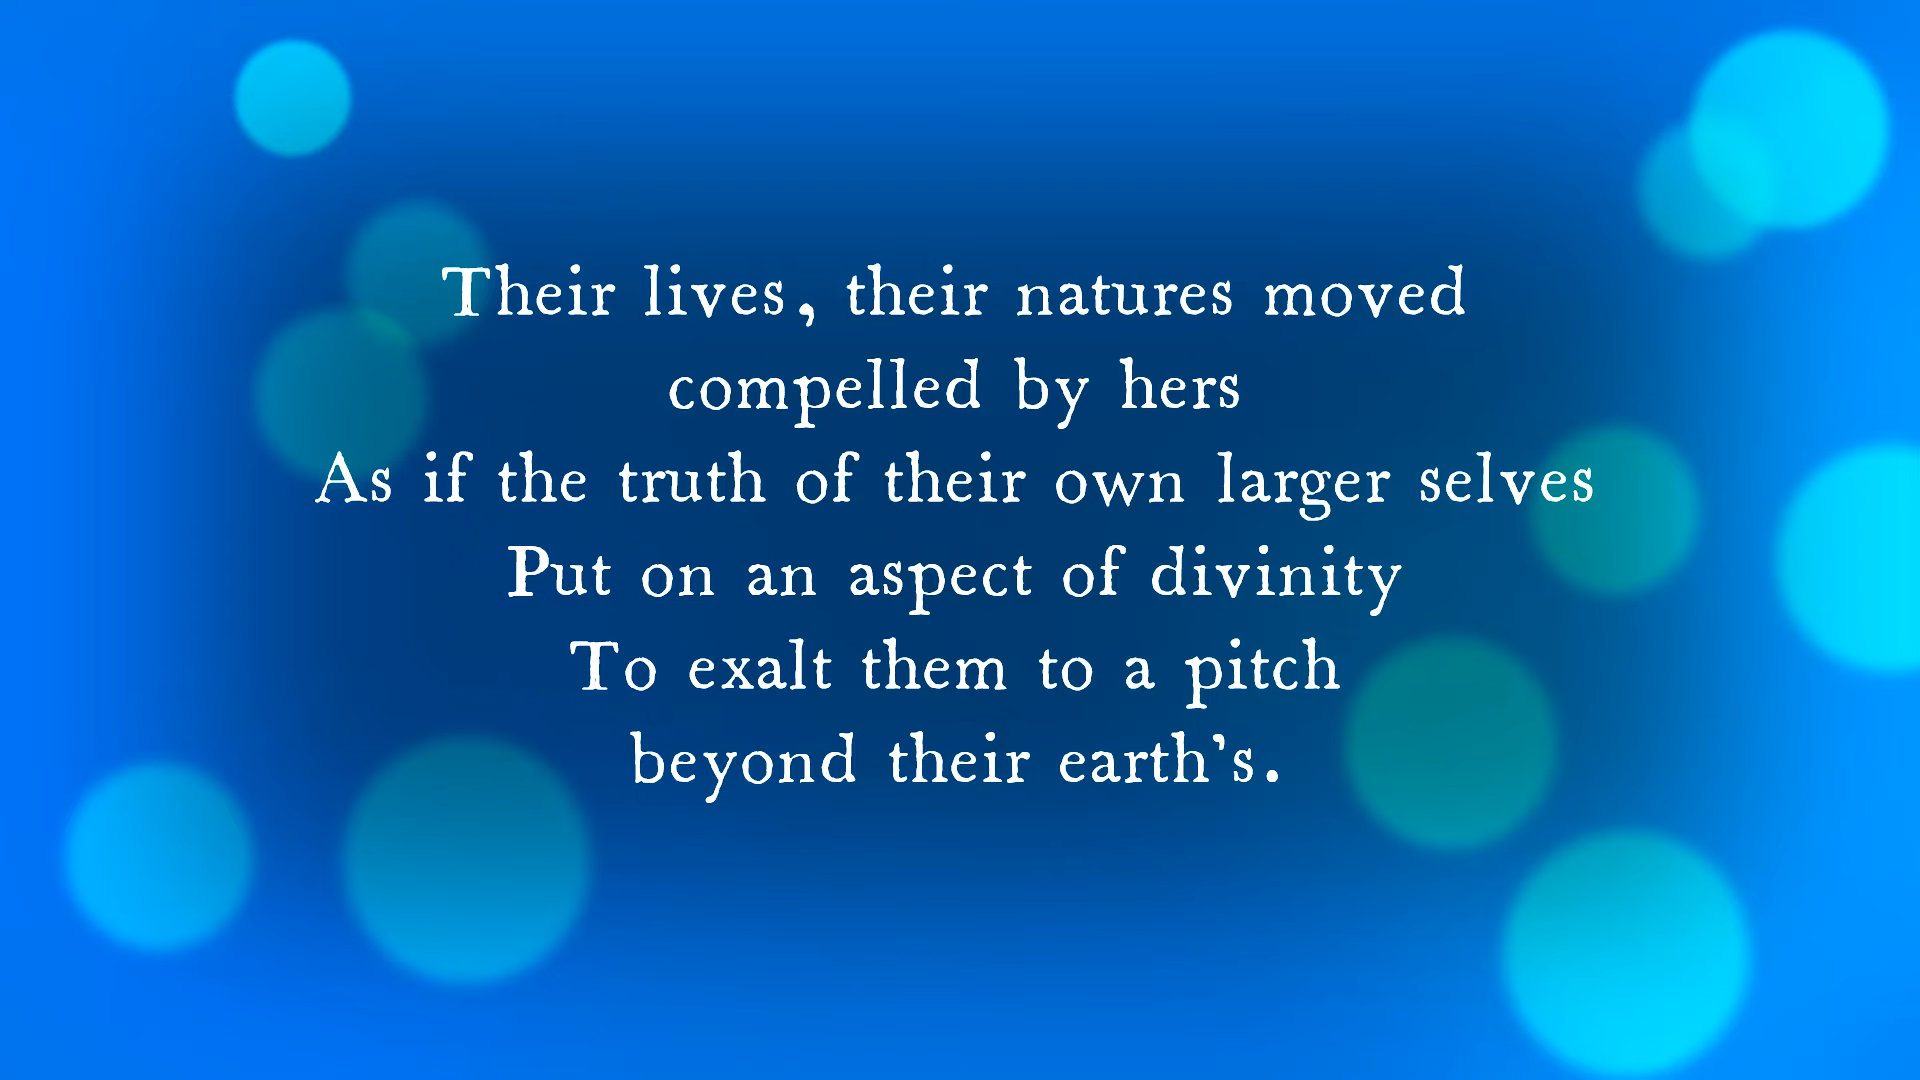 Their lives, their natures moved
compelled by hers
As if the truth of their own larger selves
Put on an aspect of divinity
To exalt them to a pitch
beyond their earth’s.